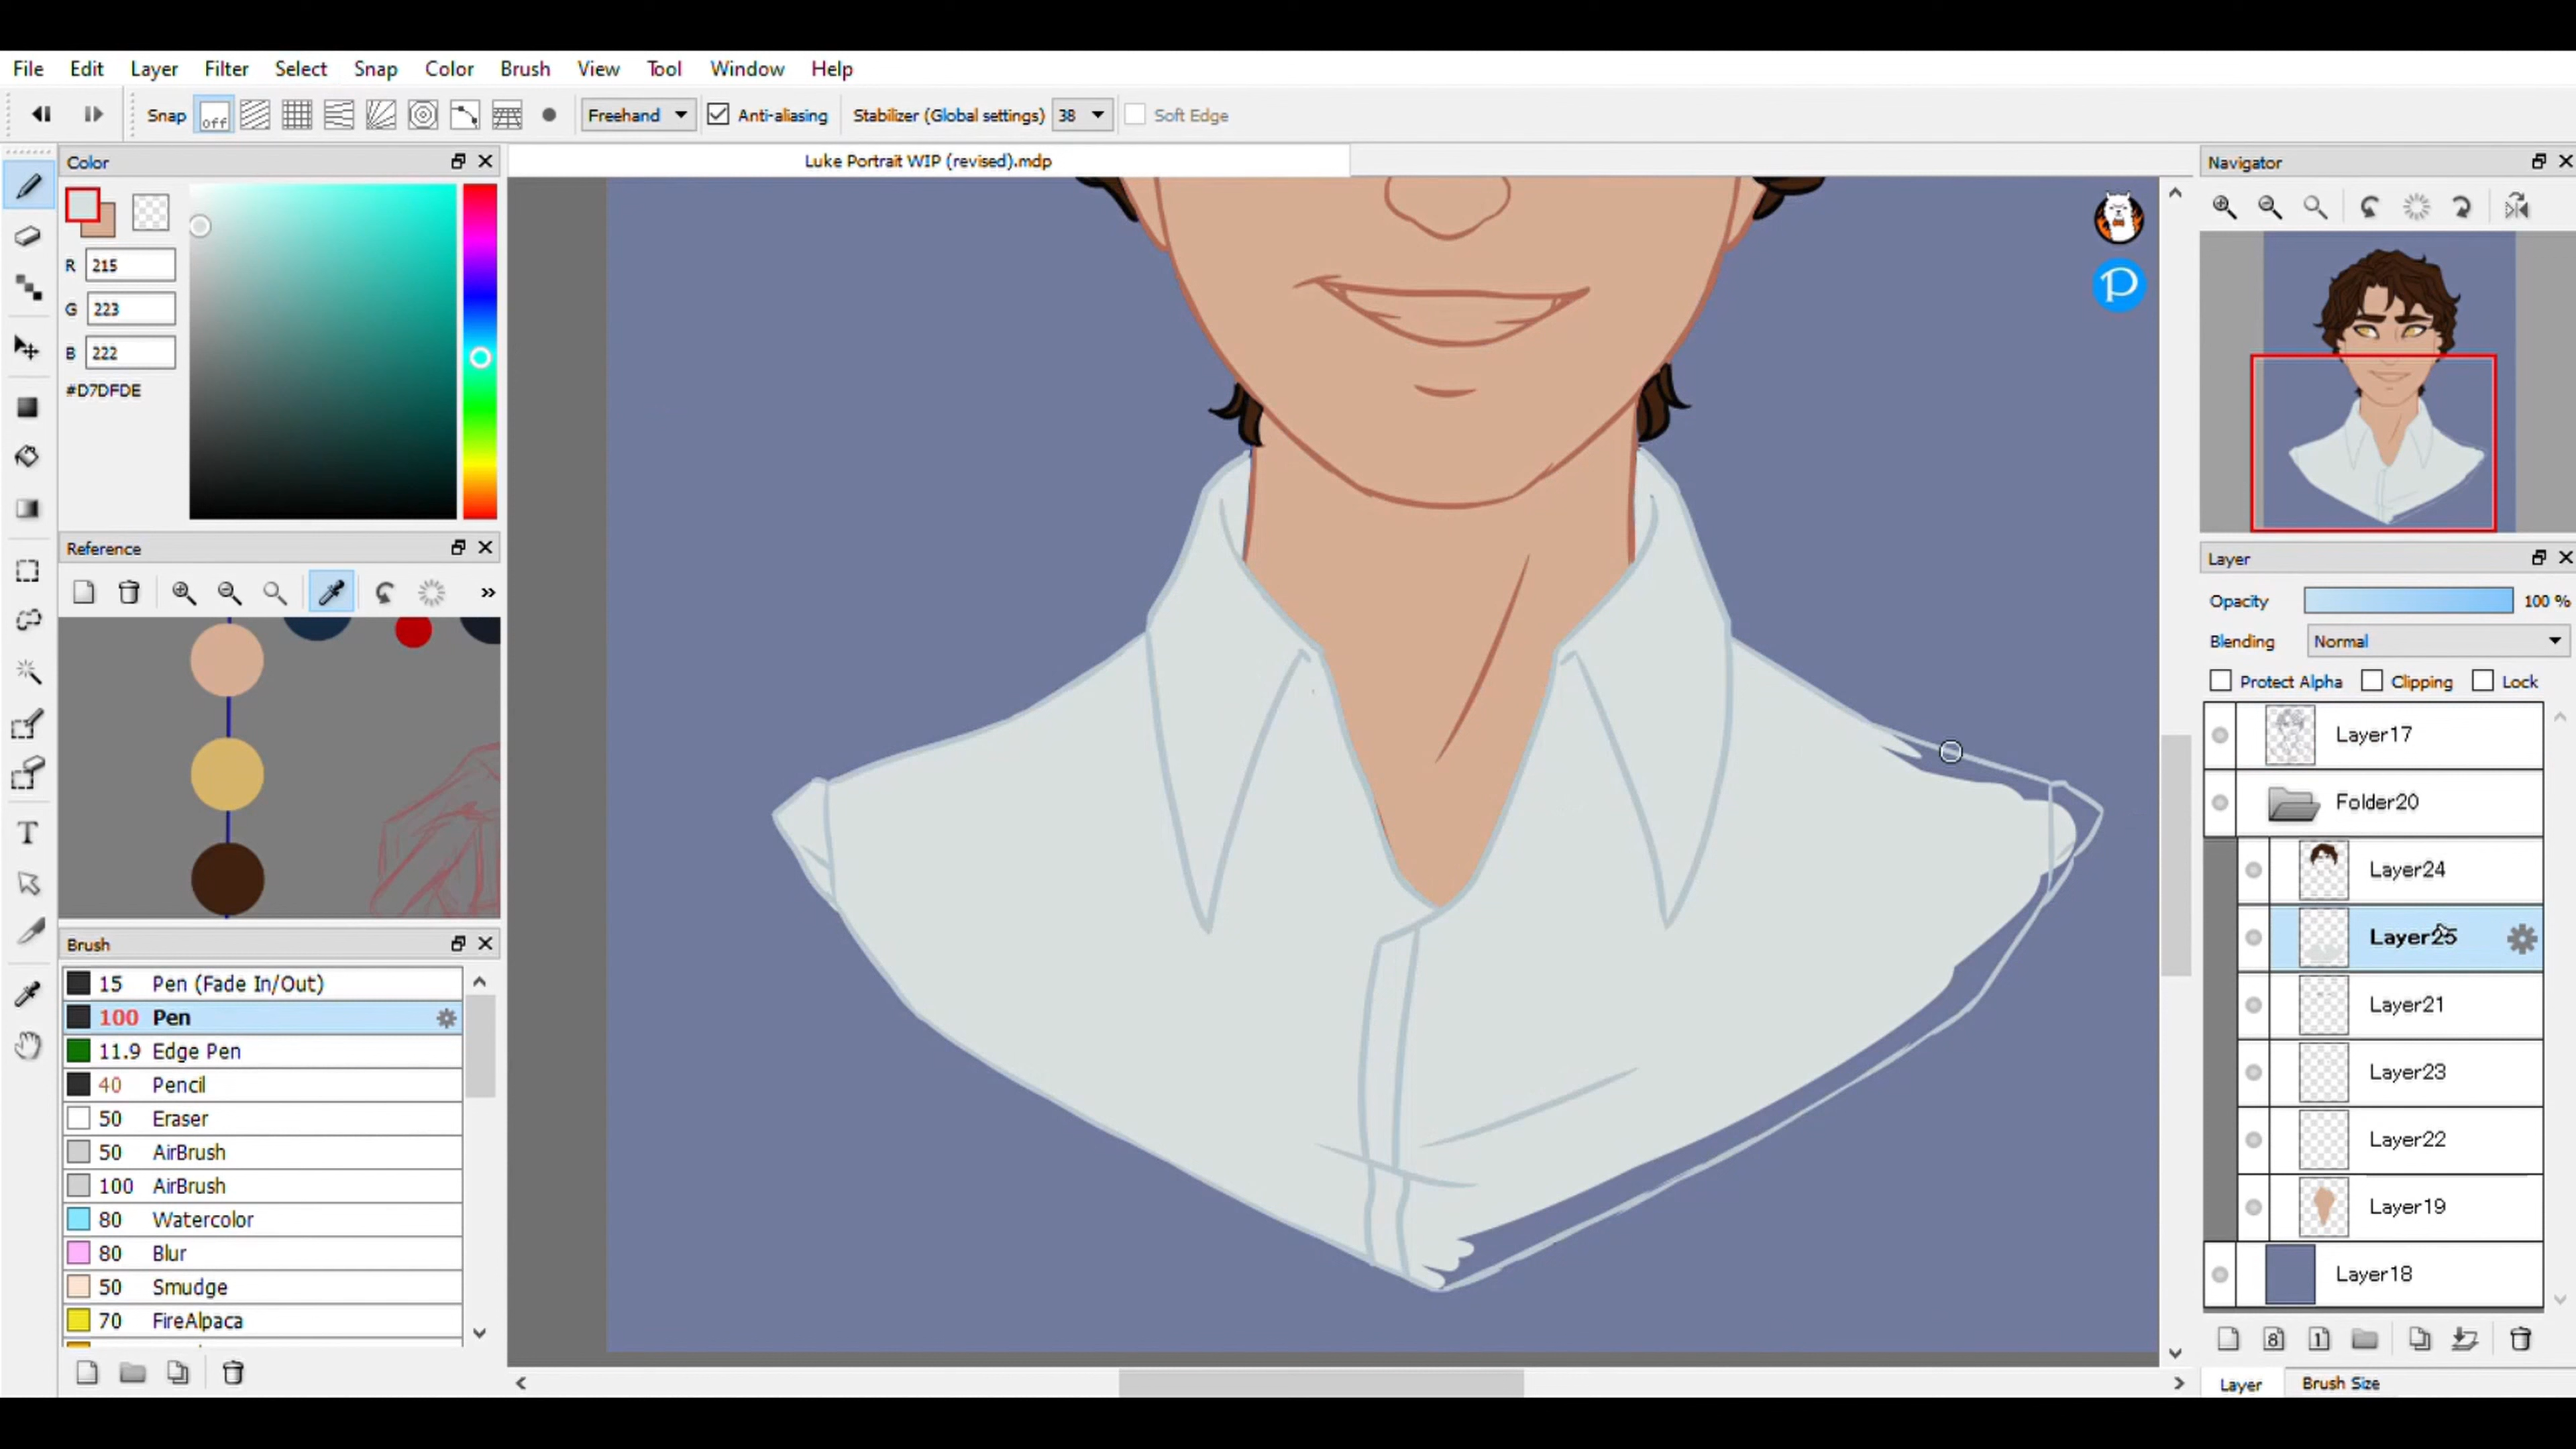 File Edit Layer Filter Select Snap Color Brush View Tool Window Help
Snap off Freehand Anti-aliasing Stabilizer (Global settings) 38 Soft Edge
Color
R 215
G 223
B 222
#D7DFDE
Reference
»
Brush
15 Pen (Fade In/Out)
100 Pen
11.9 Edge Pen
40 Pencil
50 Eraser
50 AirBrush
100 AirBrush
80 Watercolor
80 Blur
50 Smudge
70 FireAlpaca
Luke Portrait WIP (revised).mdp
P
Navigator
Layer
Opacity 100 %
Blending Normal
Protect Alpha Clipping Lock
Layer17
Folder20
Layer24
Layer25
Layer21
Layer23
Layer22
Layer19
Layer18
8 1
Layer Brush Size
T